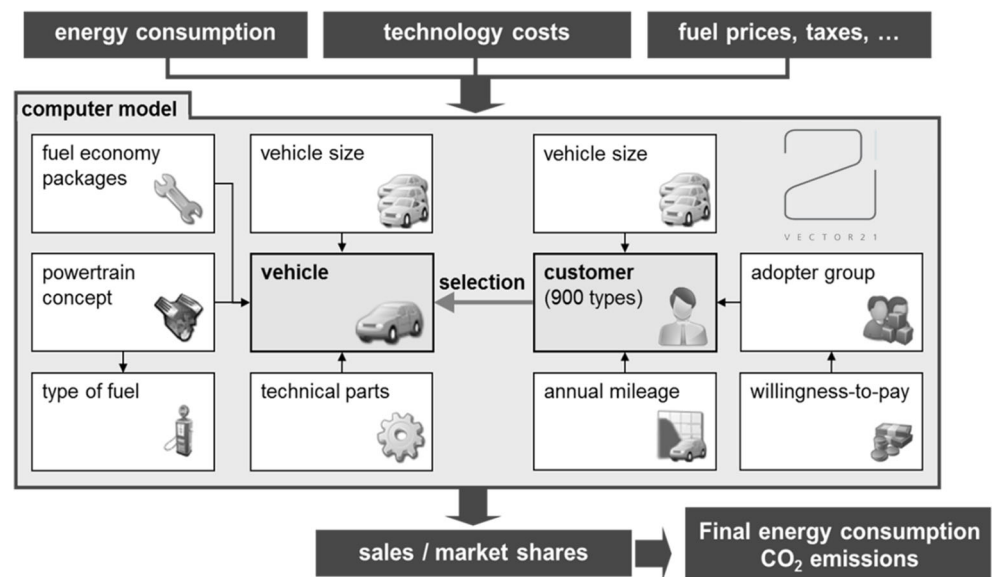 energy consumption
technology costs
fuel prices, taxes, …
computer model
fuel economy
packages
vehicle size
vehicle size
VECTOR21
powertrain
concept
vehicle
selection
customer
(900 types)
adopter group
type of fuel
technical parts
annual mileage
willingness-to-pay
sales / market shares
Final energy consumption
CO₂ emissions